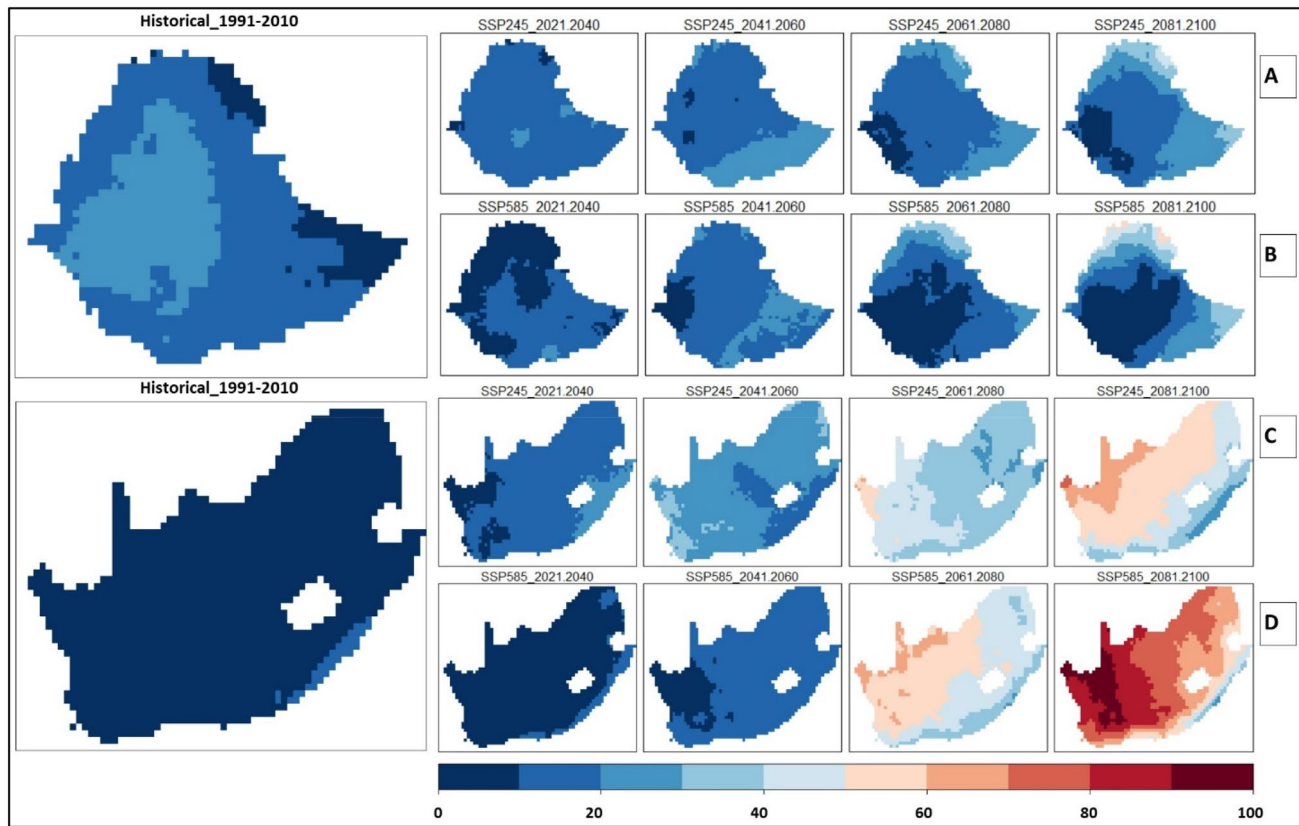 Historical_1991-2010
SSP245_2021.2040 SSP245_2041.2060 SSP245_2061.2080 SSP245_2081.2100
A
SSP585_2021.2040 SSP585_2041.2060 SSP585_2061.2080 SSP585_2081.2100
B
Historical_1991-2010
SSP245_2021.2040 SSP245_2041.2060 SSP245_2061.2080 SSP245_2081.2100
C
SSP585_2021.2040 SSP585_2041.2060 SSP585_2061.2080 SSP585_2081.2100
D
0 20 40 60 80 100